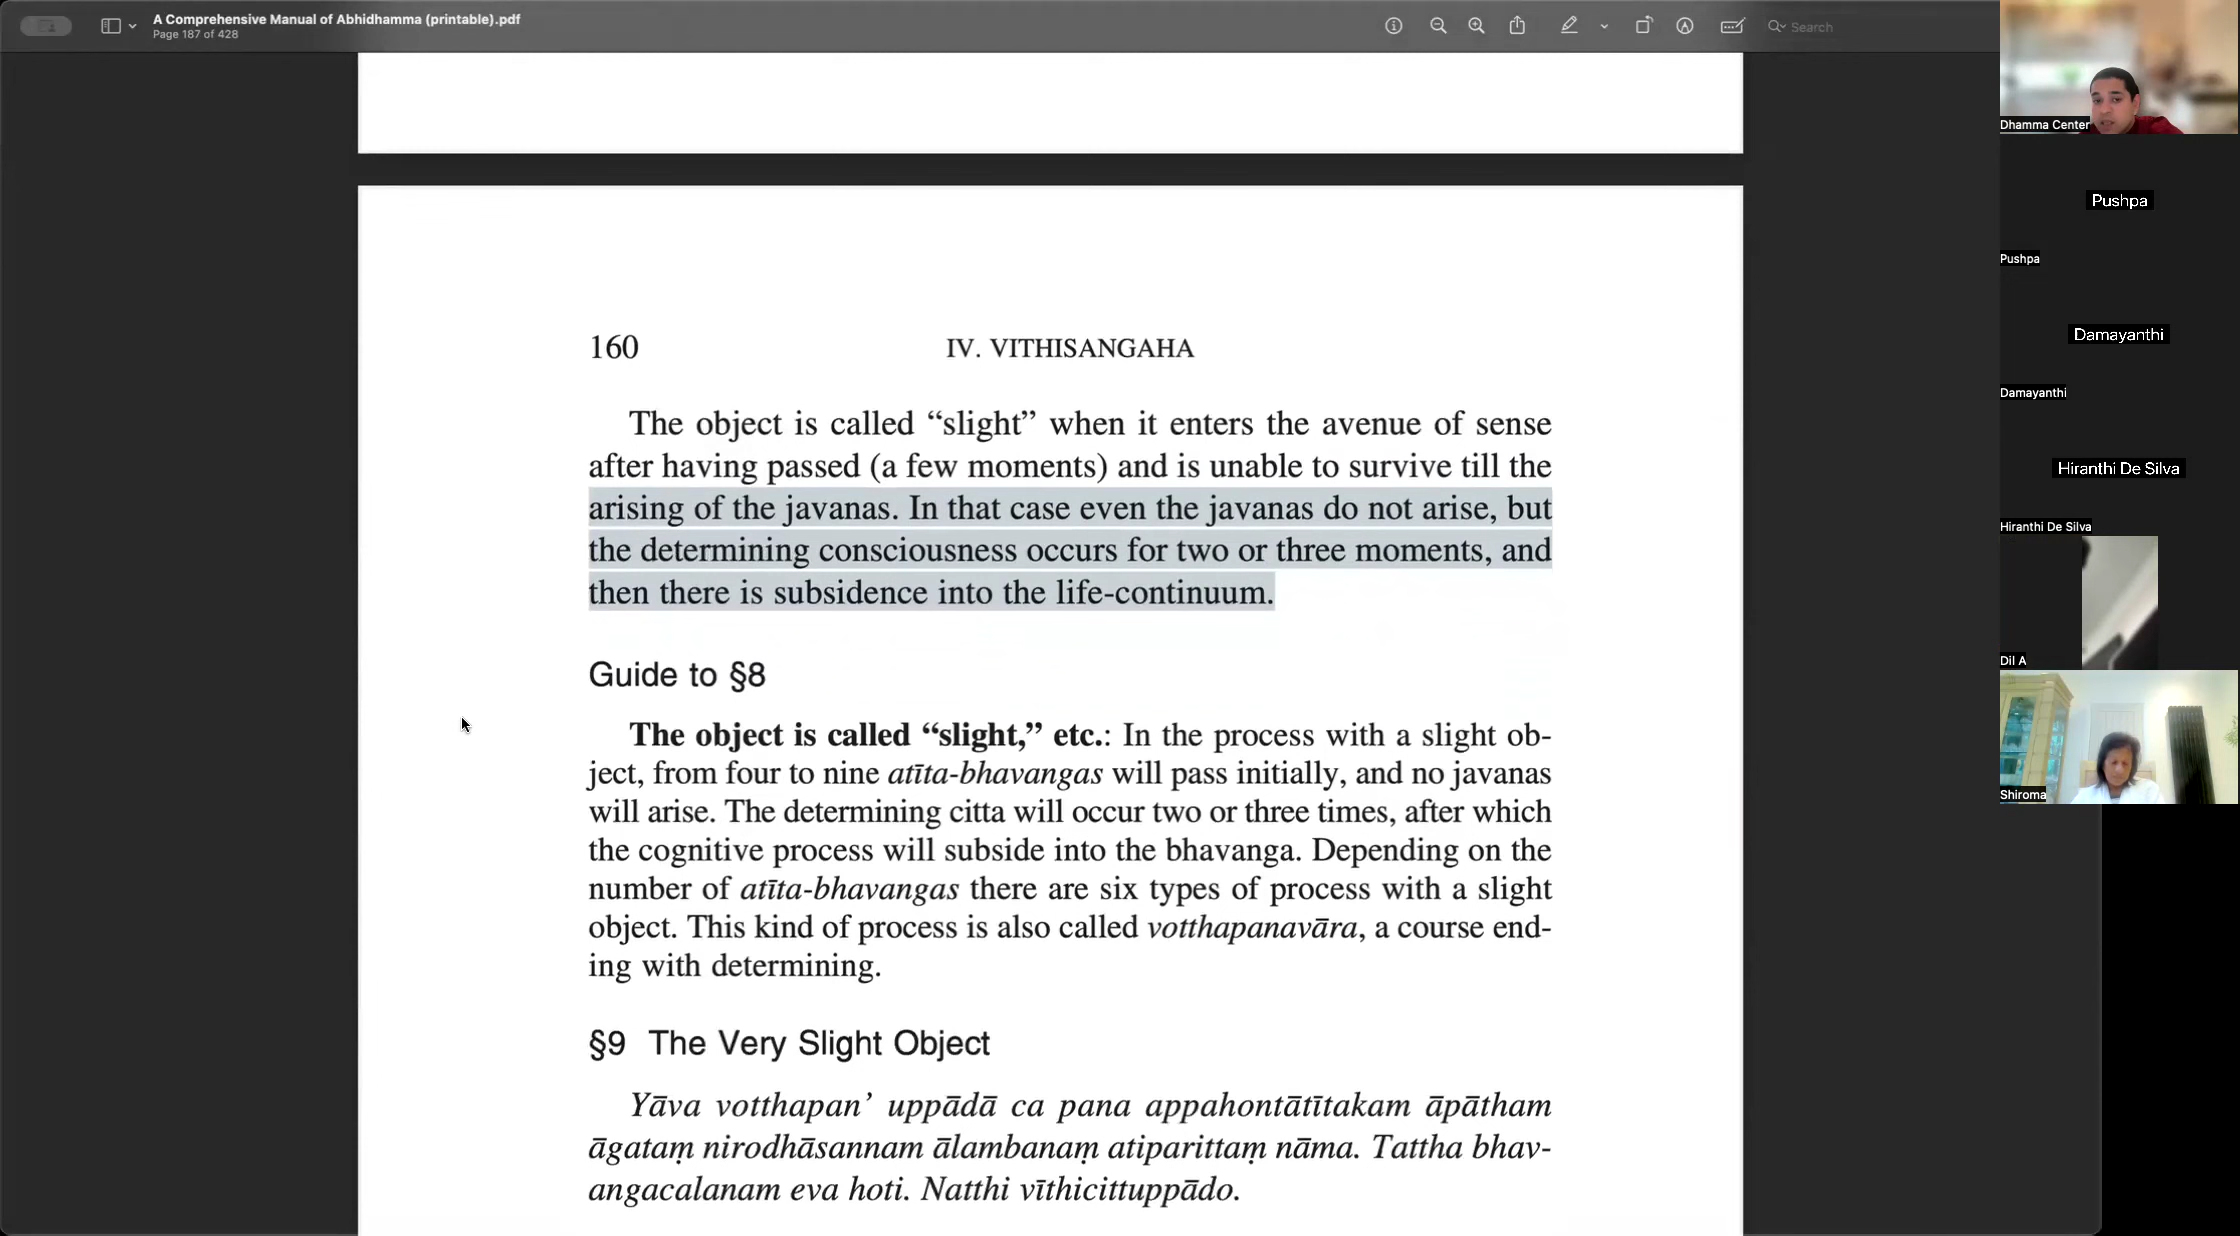 A Comprehensive Manual of Abhidhamma (printable).pdf
Page 187 of 428
Search
160 IV. VITHISANGAHA
The object is called “slight” when it enters the avenue of sense
after having passed (a few moments) and is unable to survive till the
arising of the javanas. In that case even the javanas do not arise, but
the determining consciousness occurs for two or three moments, and
then there is subsidence into the life-continuum.
Guide to §8
The object is called “slight,” etc.: In the process with a slight ob-
ject, from four to nine atīta-bhavangas will pass initially, and no javanas
will arise. The determining citta will occur two or three times, after which
the cognitive process will subside into the bhavanga. Depending on the
number of atīta-bhavangas there are six types of process with a slight
object. This kind of process is also called votthapanavāra, a course end-
ing with determining.
§9 The Very Slight Object
Yāva votthapan’ uppādā ca pana appahontātītakam āpātham
āgataṃ nirodhāsannam ālambanaṃ atiparittaṃ nāma. Tattha bhav-
angacalanam eva hoti. Natthi vīthicittuppādo.
Dhamma Center
Pushpa
Pushpa
Damayanthi
Damayanthi
Hiranthi De Silva
Hiranthi De Silva
Dil A
Shiroma